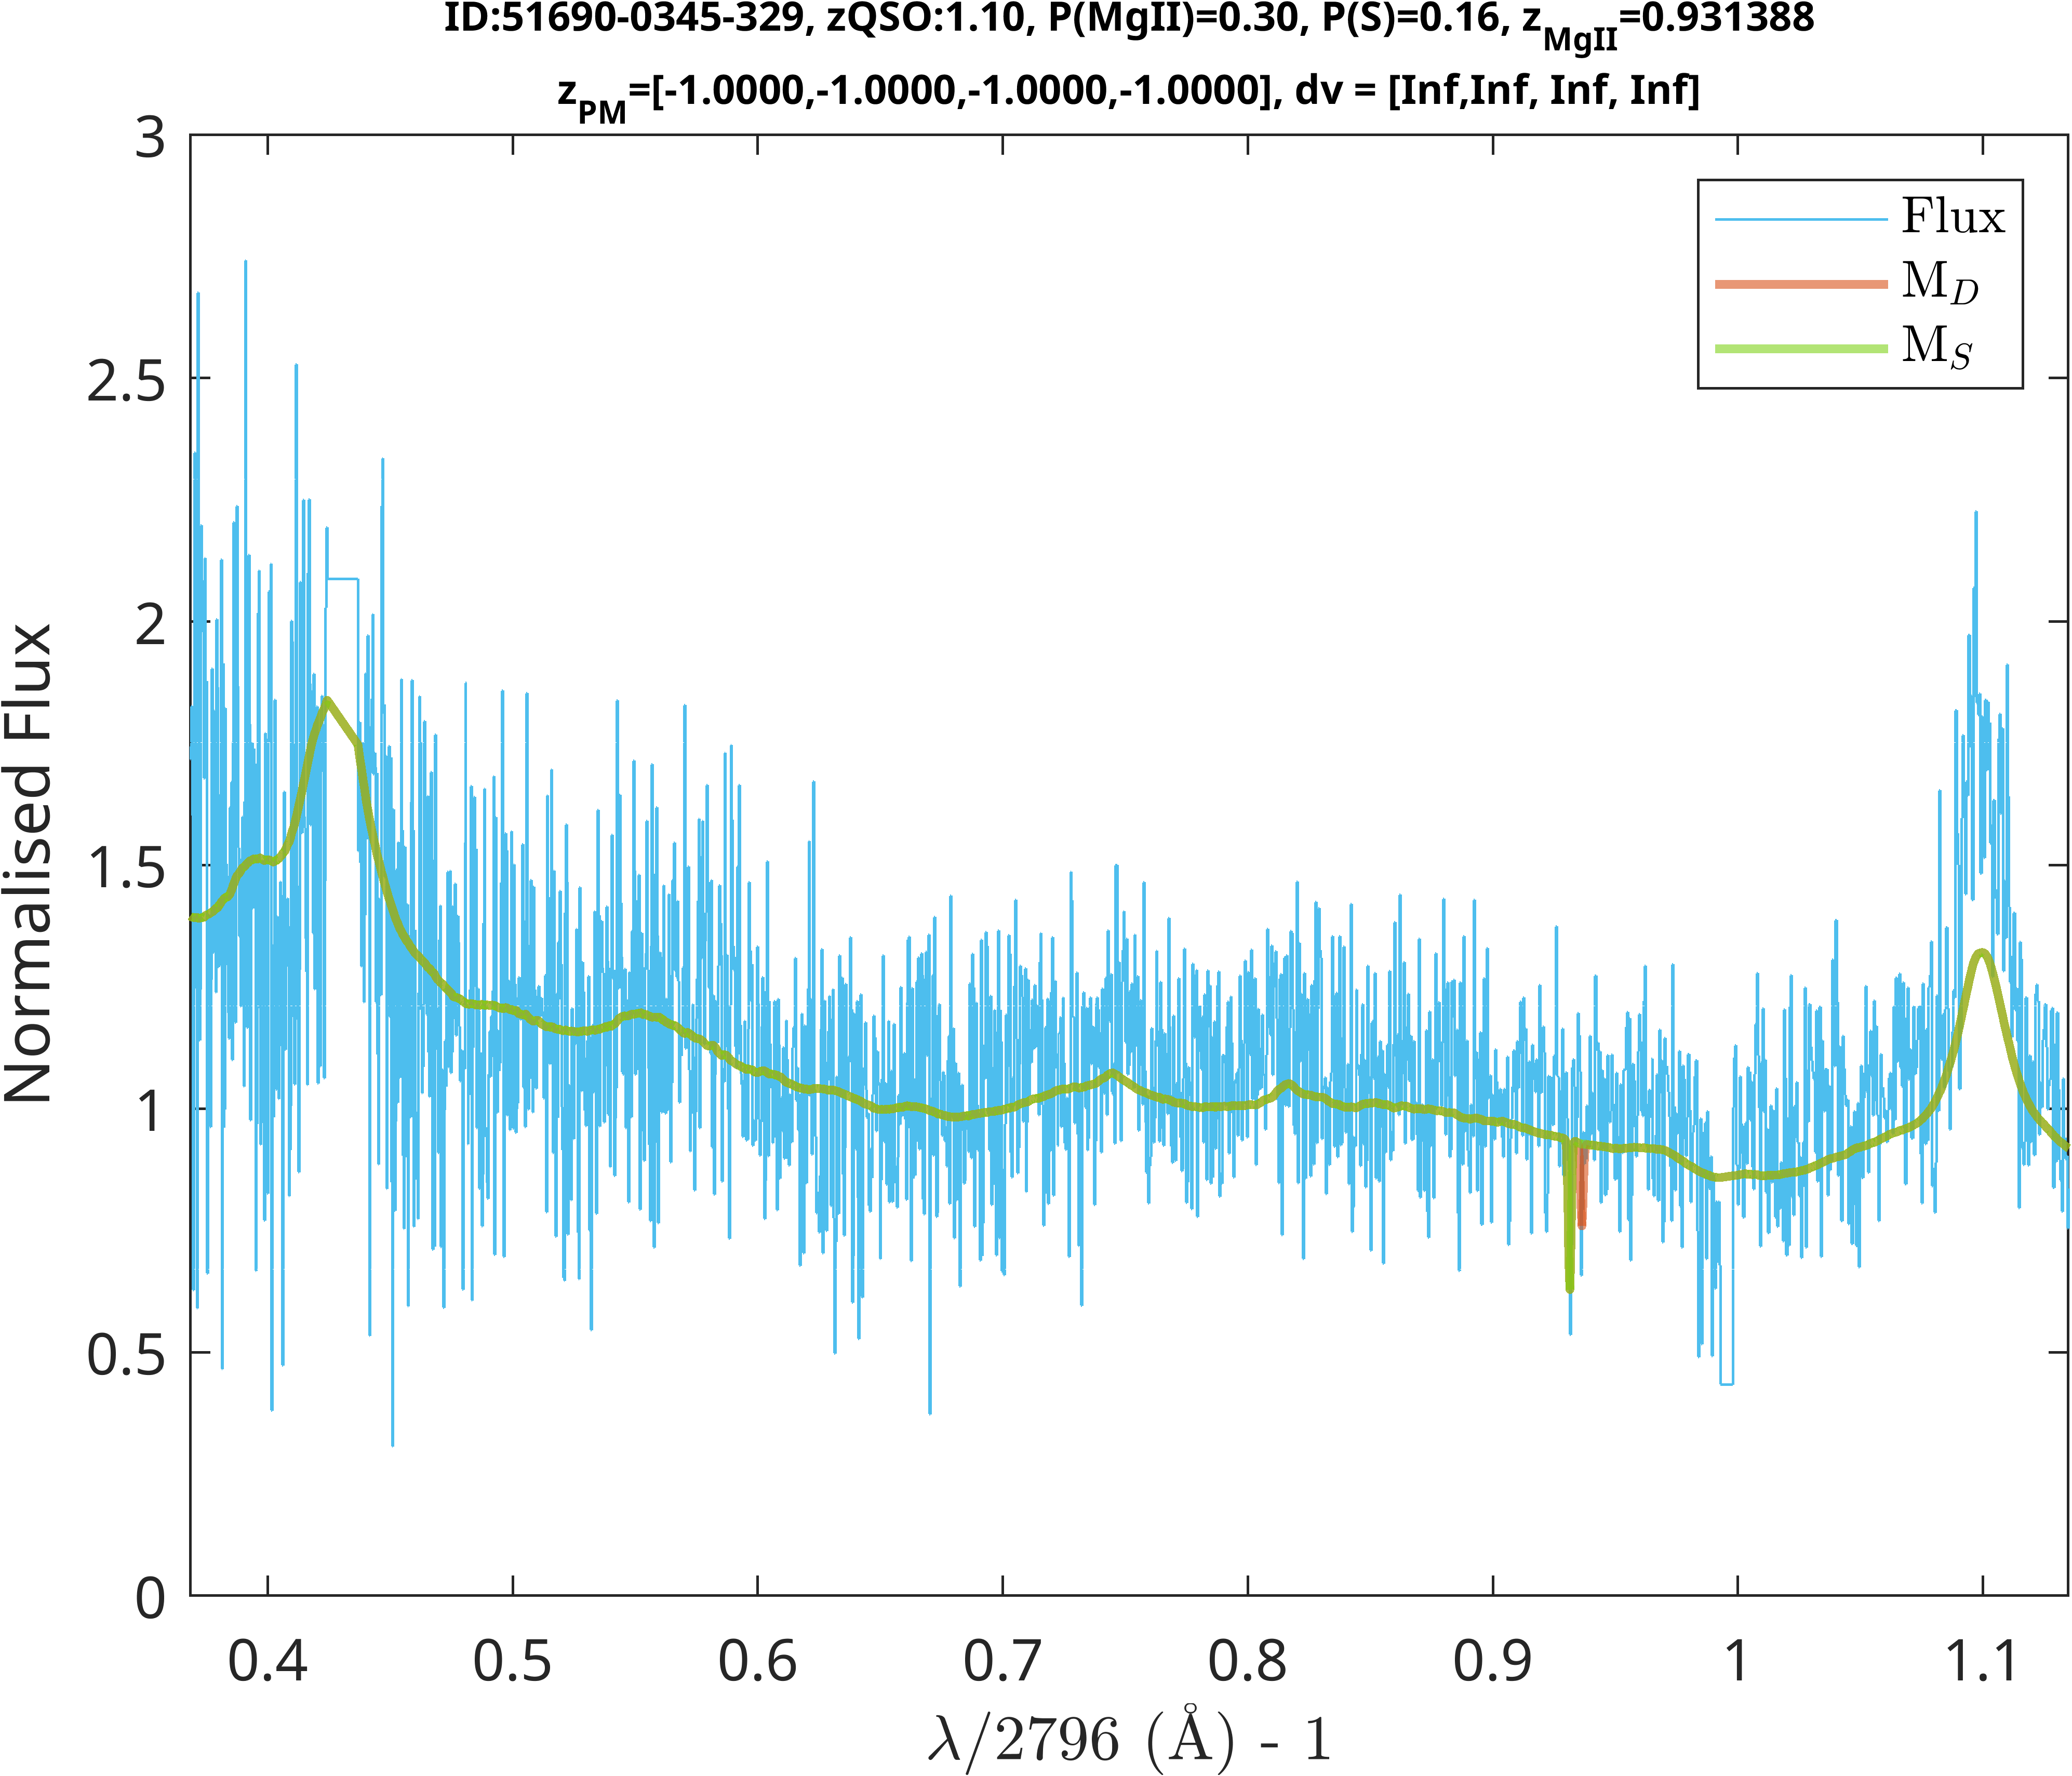 ID:51690-0345-329, zQSO:1.10, P(MgII)=0.30, P(S)=0.16, zMgII=0.931388
zPM=[-1.0000,-1.0000,-1.0000,-1.0000], dv = [Inf,Inf, Inf, Inf]
3
2.5
2
1.5
1
0.5
0
Normalised Flux
Flux
MD
MS
0.4 0.5 0.6 0.7 0.8 0.9 1 1.1
λ/2796 (Å) - 1